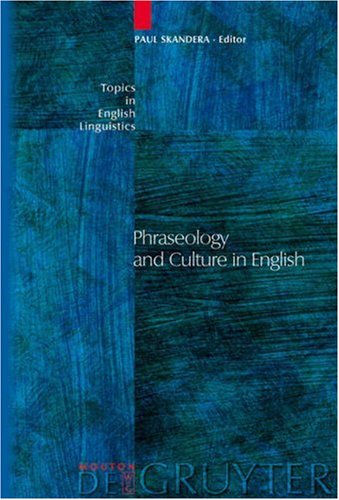 PAUL SKANDERA · Editor
Topics
in
English
Linguistics
Phraseology
and Culture in English
MOUTON
DE GRUYTER